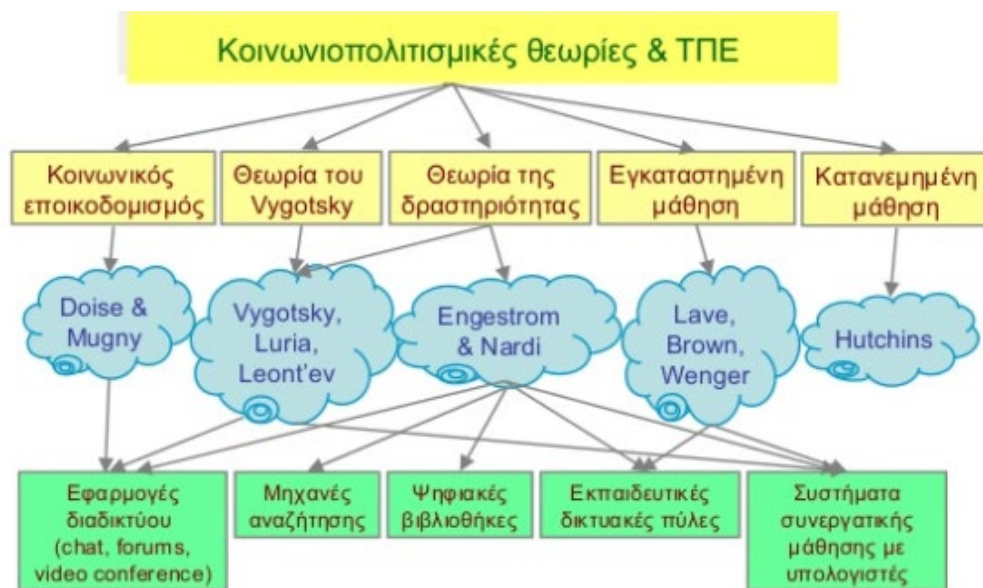 Κοινωνιοπολιτισμικές θεωρίες & ΤΠΕ
Κοινωνικός
εποικοδομισμός
Θεωρία του
Vygotsky
Θεωρία της
δραστηριότητας
Εγκαταστημένη
μάθηση
Κατανεμημένη
μάθηση
Doise &
Mugny
Vygotsky,
Luria,
Leont'ev
Engestrom
& Nardi
Lave,
Brown,
Wenger
Hutchins
Εφαρμογές
διαδικτύου
(chat, forums,
video conference)
Μηχανές
αναζήτησης
Ψηφιακές
βιβλιοθήκες
Εκπαιδευτικές
δικτυακές πύλες
Συστήματα
συνεργατικής
μάθησης με
υπολογιστές